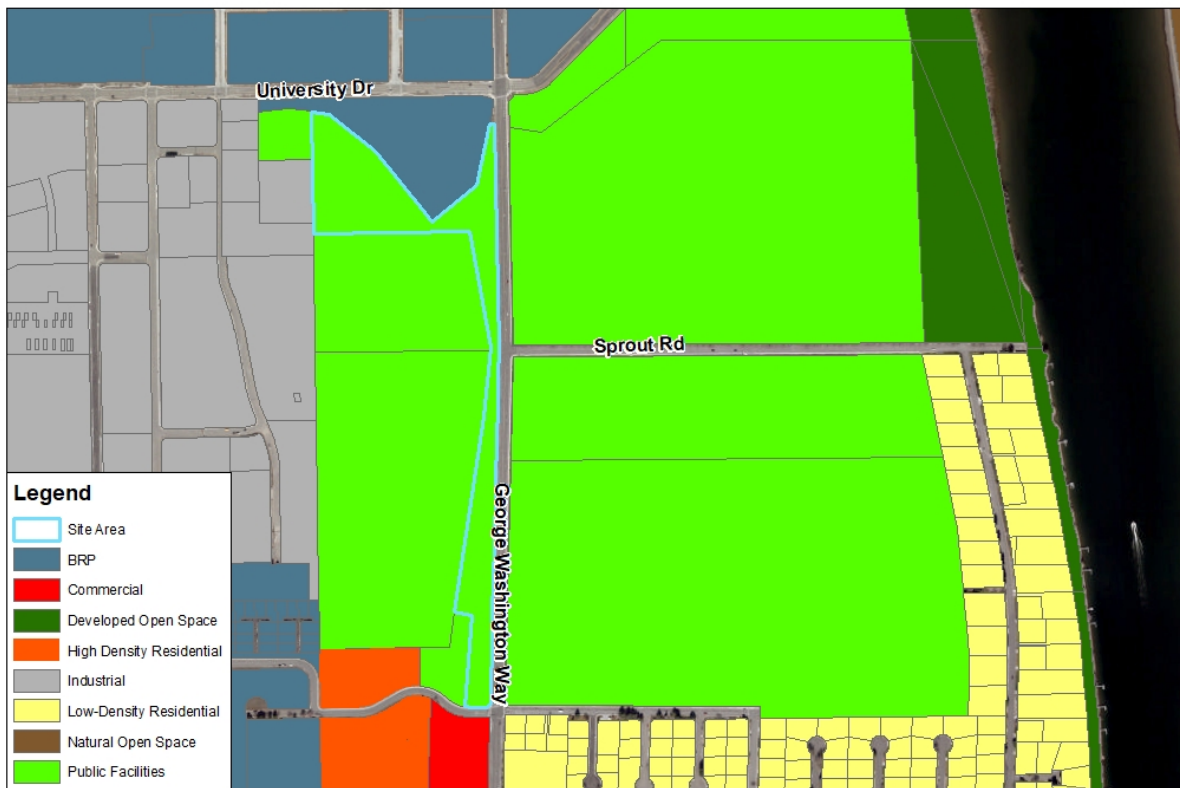 University Dr
Sprout Rd
George Washington Way
Legend
Site Area
BRP
Commercial
Developed Open Space
High Density Residential
Industrial
Low-Density Residential
Natural Open Space
Public Facilities